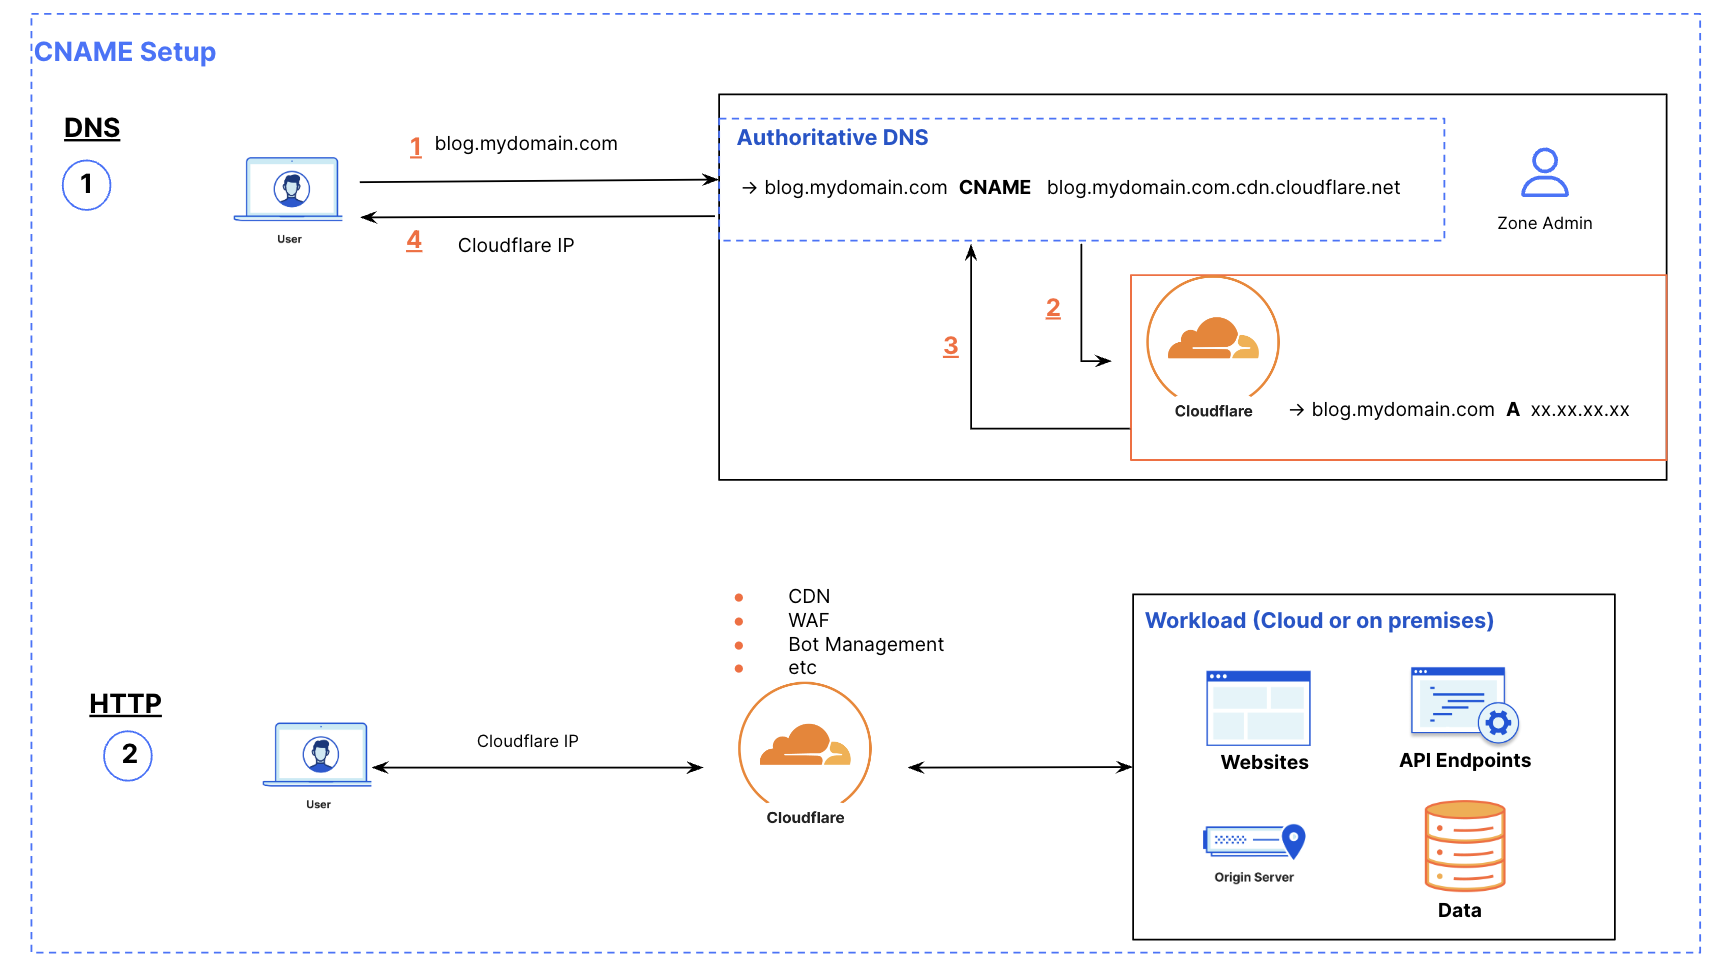 CNAME Setup
DNS
1
1 blog.mydomain.com
User
4 Cloudflare IP
Authoritative DNS
→ blog.mydomain.com CNAME blog.mydomain.com.cdn.cloudflare.net
Zone Admin
2
3
Cloudflare
→ blog.mydomain.com A xx.xx.xx.xx
HTTP
2
User
Cloudflare IP
• CDN
• WAF
• Bot Management
• etc
Cloudflare
Workload (Cloud or on premises)
Websites
API Endpoints
Origin Server
Data